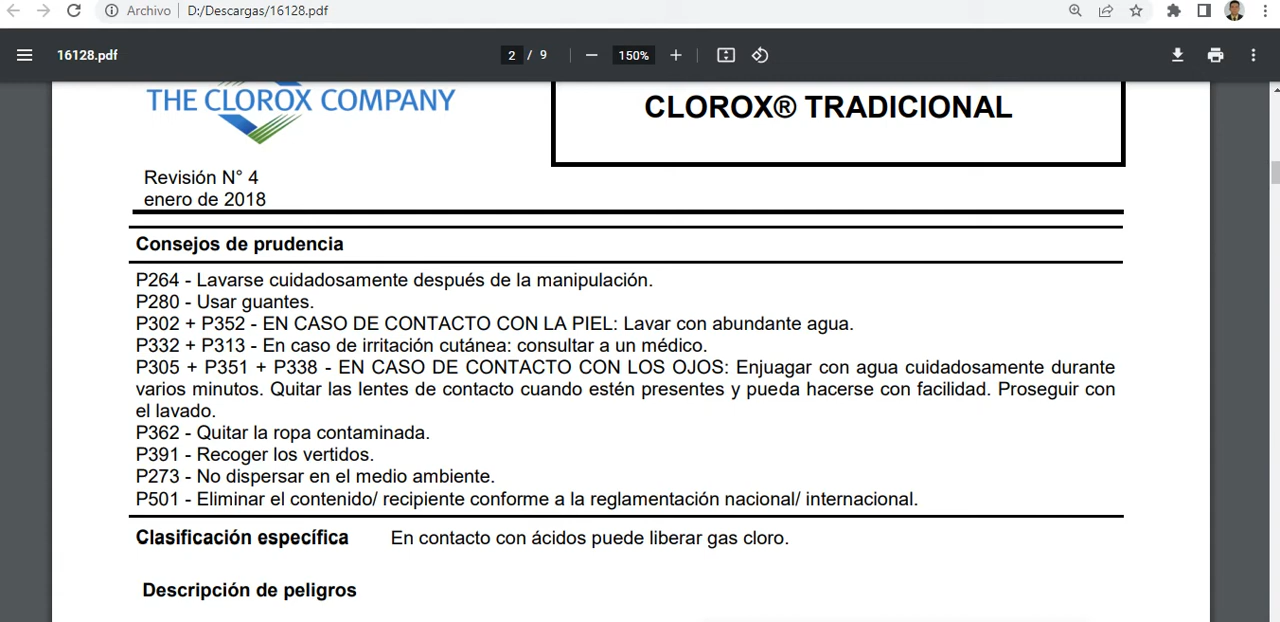 Archivo D:/Descargas/16128.pdf
16128.pdf 2 / 9 150%
THE CLOROX COMPANY
CLOROX® TRADICIONAL
Revisión N° 4
enero de 2018
Consejos de prudencia
P264 - Lavarse cuidadosamente después de la manipulación.
P280 - Usar guantes.
P302 + P352 - EN CASO DE CONTACTO CON LA PIEL: Lavar con abundante agua.
P332 + P313 - En caso de irritación cutánea: consultar a un médico.
P305 + P351 + P338 - EN CASO DE CONTACTO CON LOS OJOS: Enjuagar con agua cuidadosamente durante
varios minutos. Quitar las lentes de contacto cuando estén presentes y pueda hacerse con facilidad. Proseguir con
el lavado.
P362 - Quitar la ropa contaminada.
P391 - Recoger los vertidos.
P273 - No dispersar en el medio ambiente.
P501 - Eliminar el contenido/ recipiente conforme a la reglamentación nacional/ internacional.
Clasificación específica En contacto con ácidos puede liberar gas cloro.
Descripción de peligros